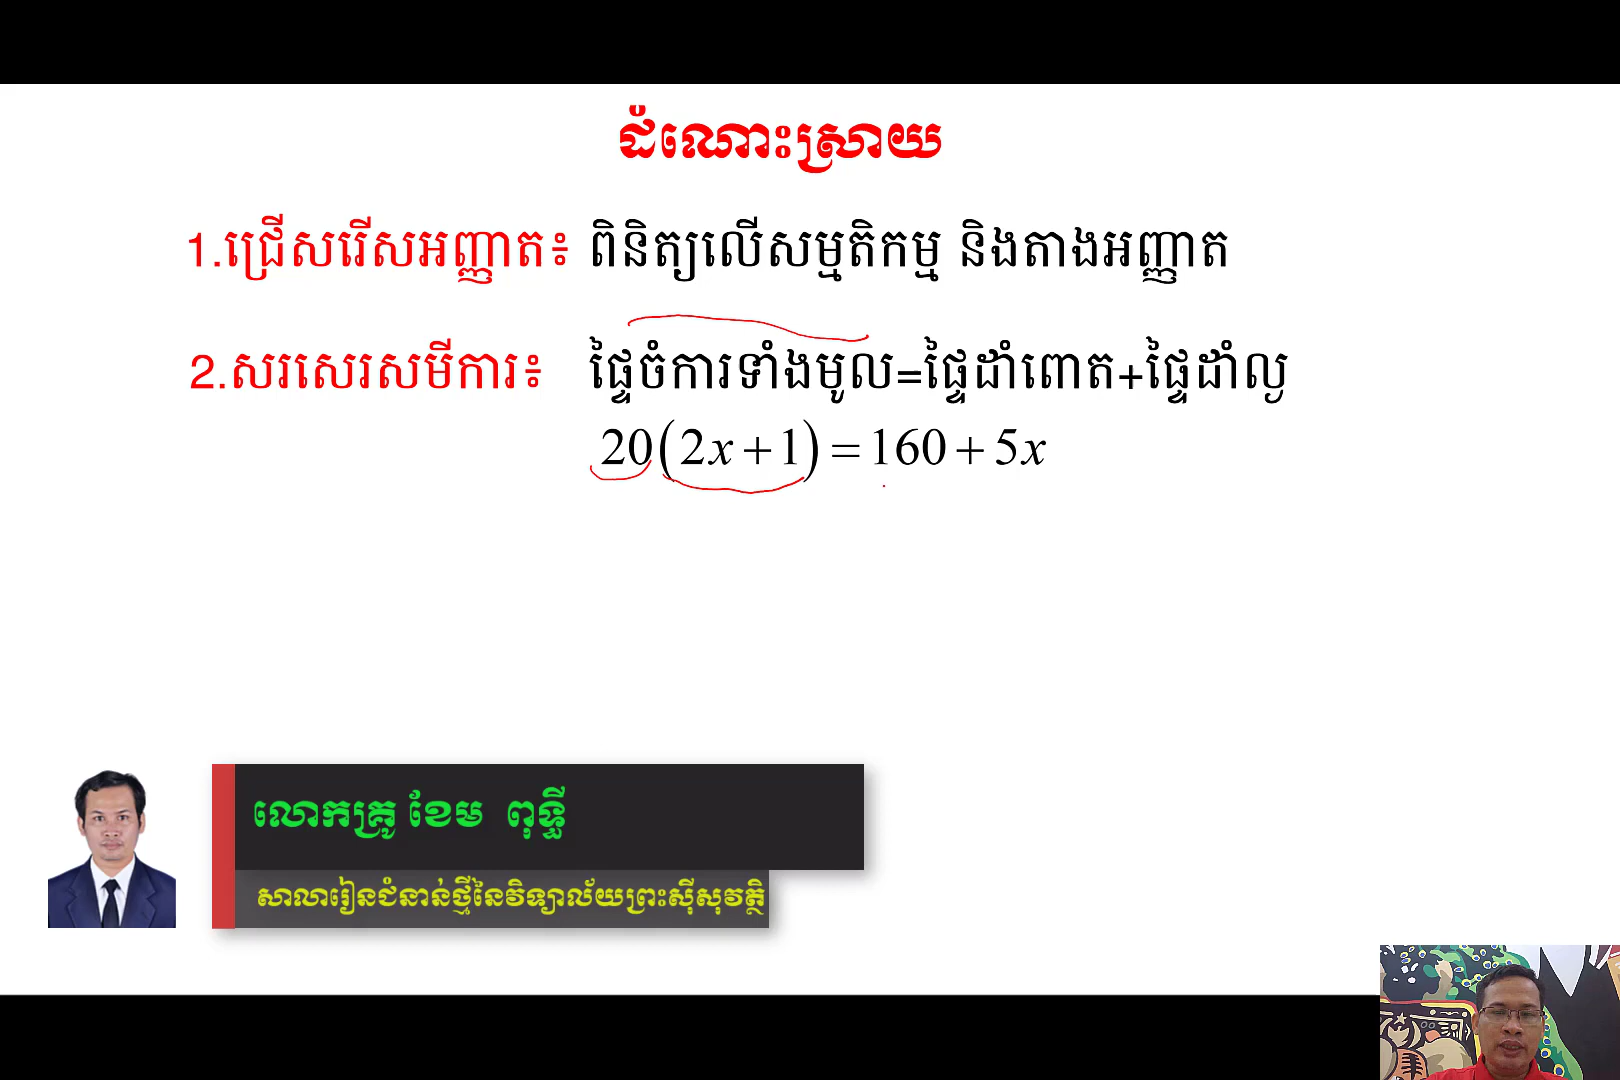 ដំណោះស្រាយ
1.ជ្រើសរើសអញ្ញាត៖ ពិនិត្យលើសម្មតិកម្ម និងតាងអញ្ញាត
2.សរសេរសមីការ៖ ផ្ទៃចំការទាំងមូល=ផ្ទៃដាំពោត+ផ្ទៃដាំល្ង
20(2x+1)=160+5x
លោកគ្រូ ខែម ពុទ្ធី
សាលារៀនជំនាន់ថ្មីនៃវិទ្យាល័យព្រះស៊ីសុវត្ថិ